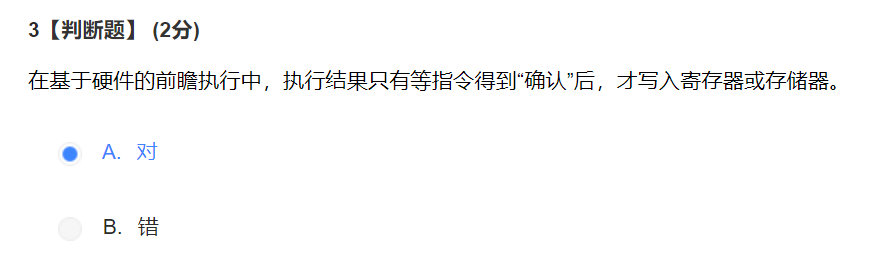 3【判断题】 (2分)
在基于硬件的前瞻执行中，执行结果只有等指令得到“确认”后，才写入寄存器或存储器。
A. 对
B. 错